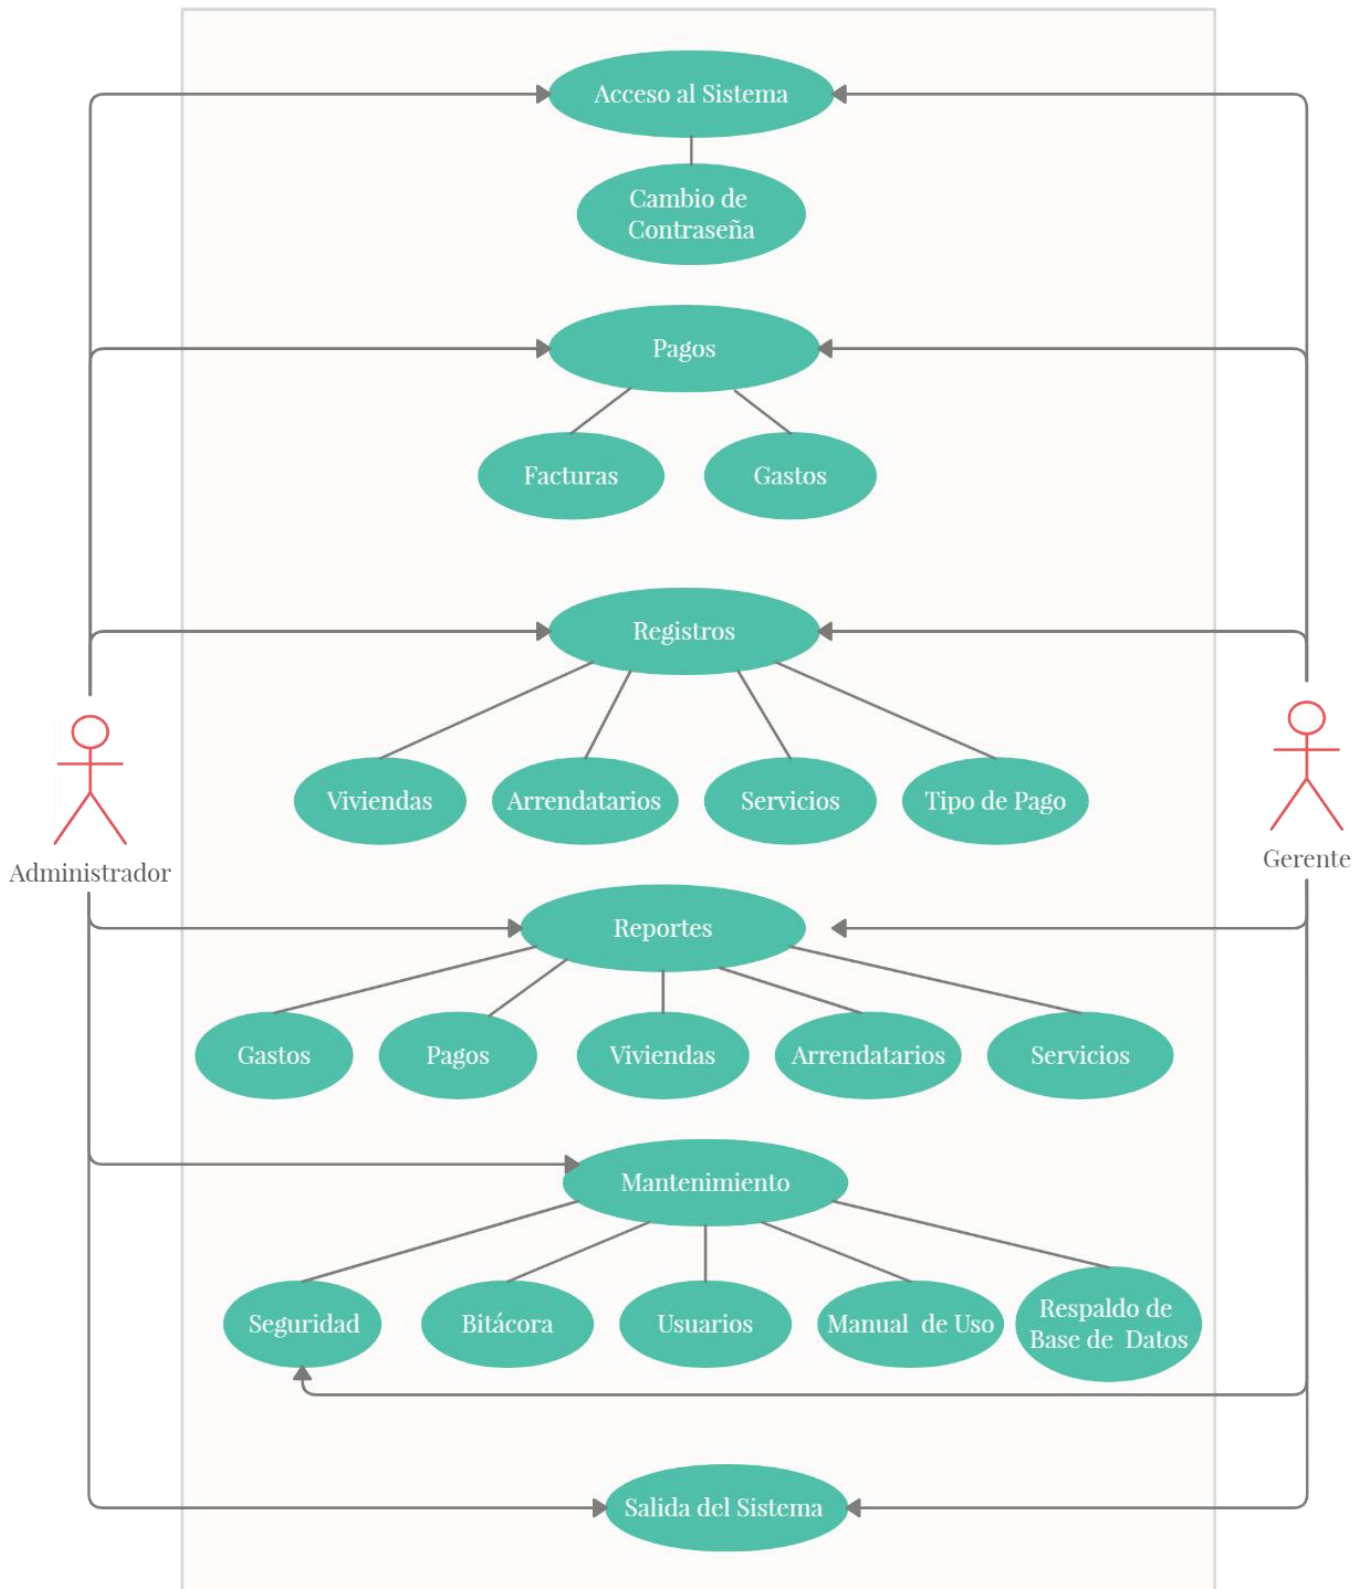 Acceso al Sistema
Cambio de
Contraseña
Pagos
Facturas
Gastos
Registros
Viviendas
Arrendatarios
Servicios
Tipo de Pago
Administrador
Gerente
Reportes
Gastos
Pagos
Viviendas
Arrendatarios
Servicios
Mantenimiento
Seguridad
Bitácora
Usuarios
Manual de Uso
Respaldo de
Base de Datos
Salida del Sistema